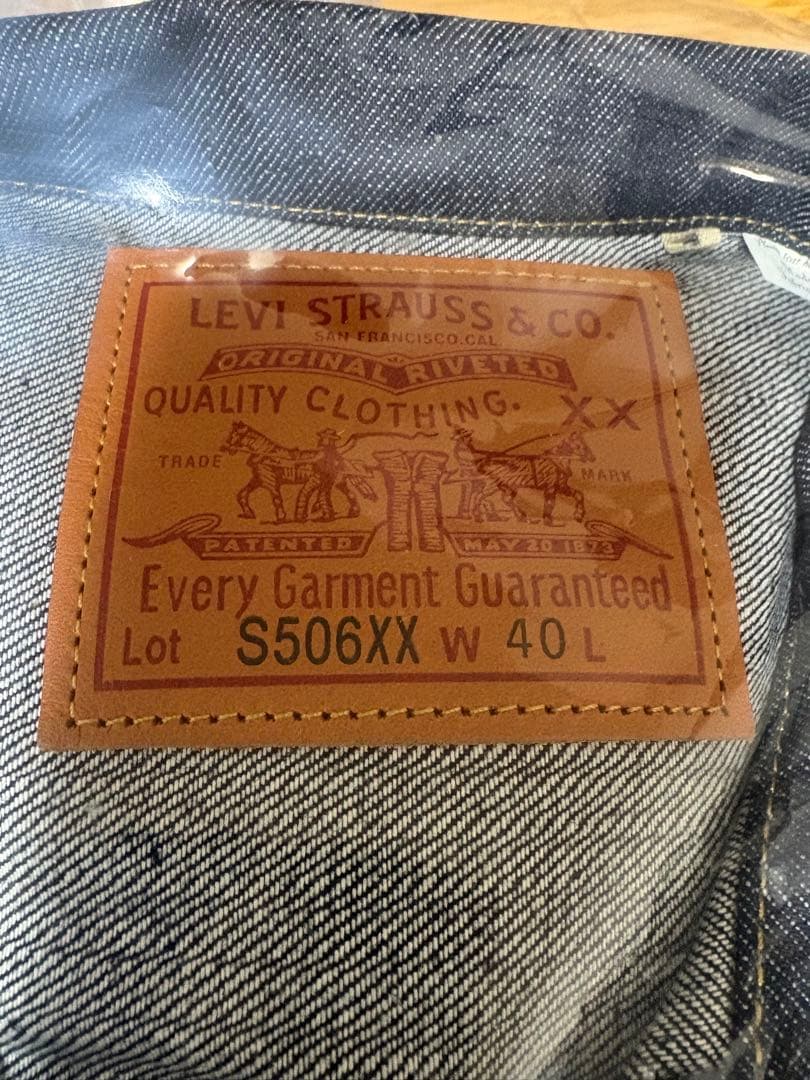 LEVI STRAUSS & CO.
SAN FRANCISCO.CAL
ORIGINAL RIVETED
QUALITY CLOTHING. XX
TRADE MARK
PATENTED MAY 20 1873
Every Garment Guaranteed
Lot S506XX W 40 L